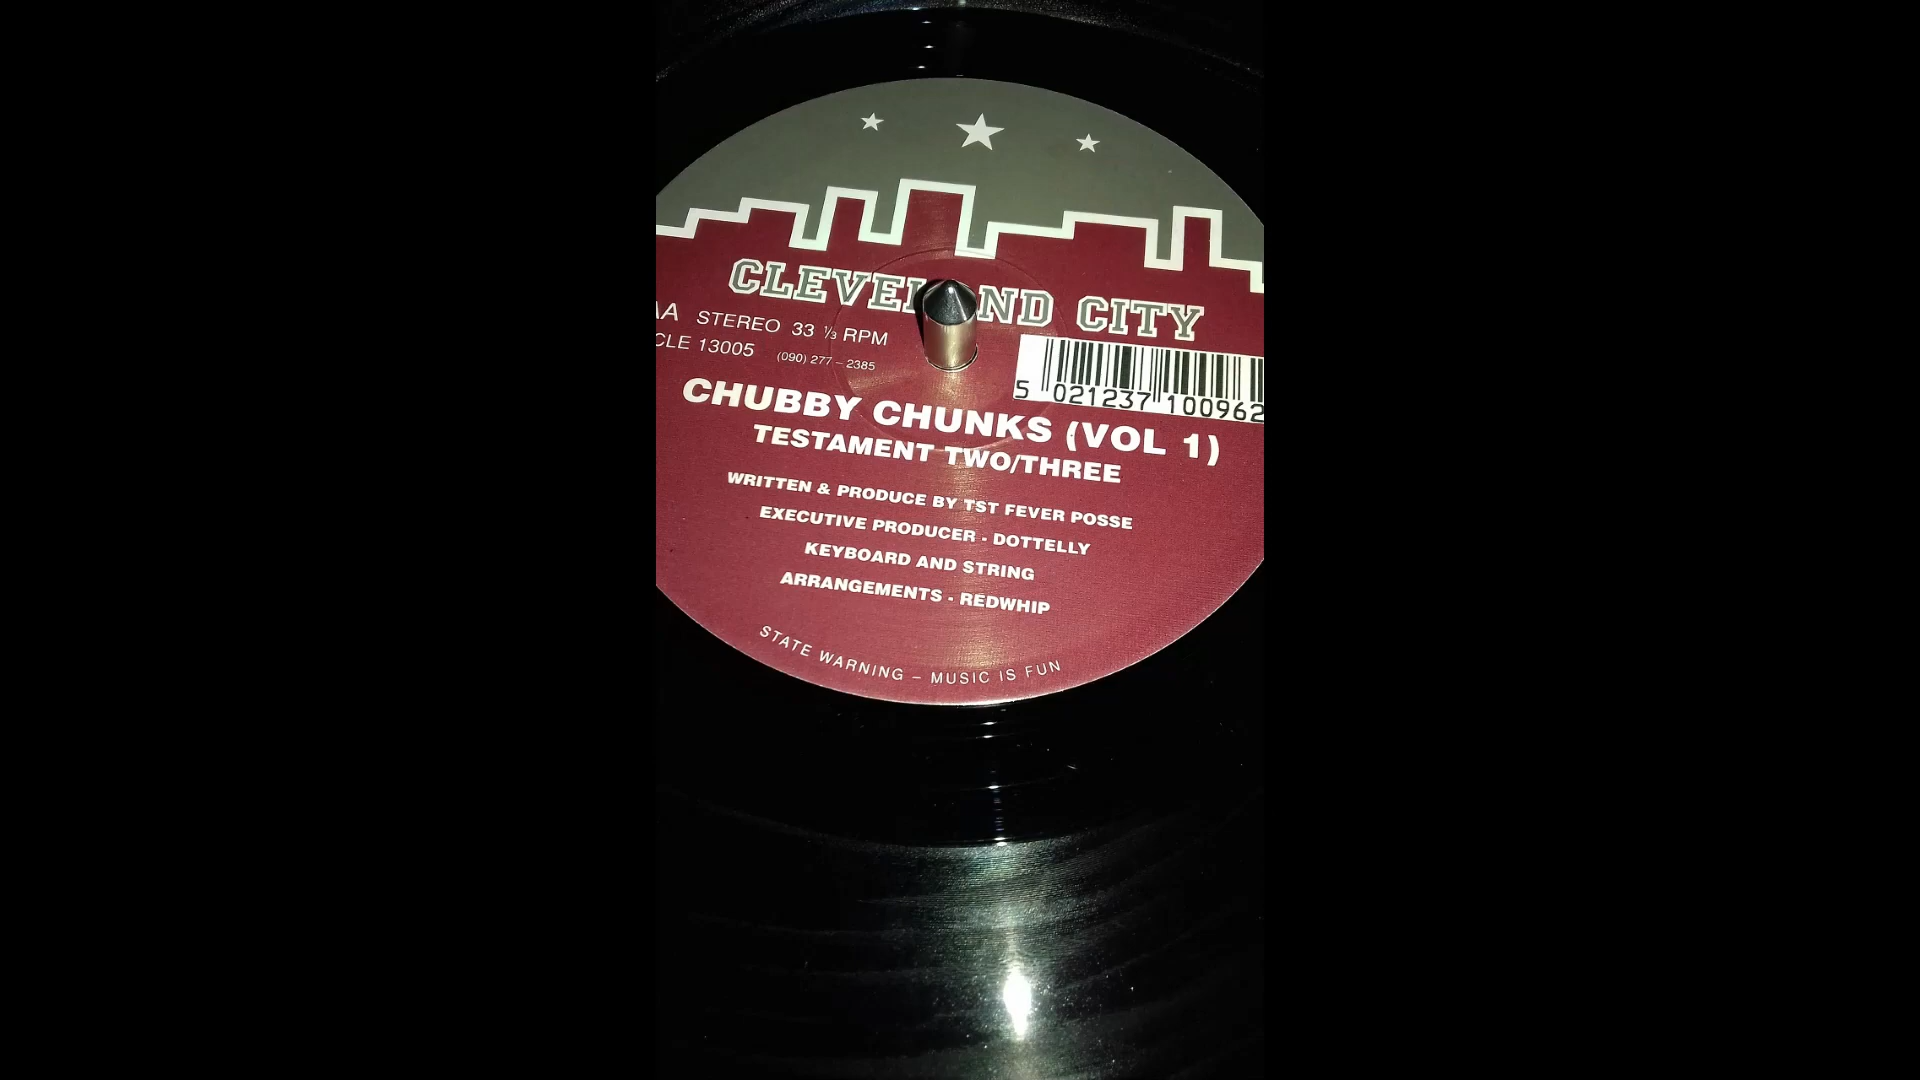 CLEVELAND CITY
AA STEREO 33 ⅓ RPM
CLE 13005 (090) 277 – 2385
5 021237 100962
CHUBBY CHUNKS (VOL 1)
TESTAMENT TWO/THREE
WRITTEN & PRODUCE BY TST FEVER POSSE
EXECUTIVE PRODUCER - DOTTELLY
KEYBOARD AND STRING
ARRANGEMENTS - REDWHIP
STATE WARNING – MUSIC IS FUN